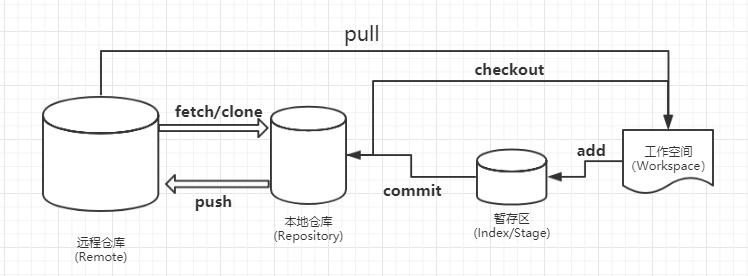 pull
checkout
fetch/clone
add
工作空间
(Workspace)
commit
push
本地仓库
(Repository)
暂存区
(Index/Stage)
远程仓库
(Remote)